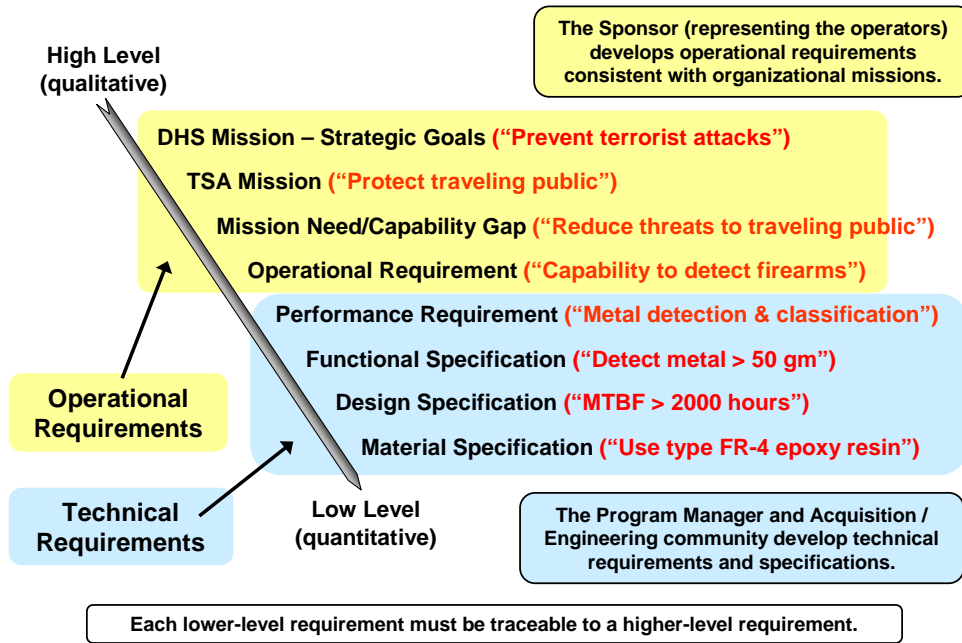 The Sponsor (representing the operators)
develops operational requirements
consistent with organizational missions.
High Level
(qualitative)
DHS Mission – Strategic Goals (“Prevent terrorist attacks”)
TSA Mission (“Protect traveling public”)
Mission Need/Capability Gap (“Reduce threats to traveling public”)
Operational Requirement (“Capability to detect firearms”)
Performance Requirement (“Metal detection & classification”)
Functional Specification (“Detect metal > 50 gm”)
Design Specification (“MTBF > 2000 hours”)
Material Specification (“Use type FR-4 epoxy resin”)
Operational
Requirements
Technical
Requirements
Low Level
(quantitative)
The Program Manager and Acquisition /
Engineering community develop technical
requirements and specifications.
Each lower-level requirement must be traceable to a higher-level requirement.